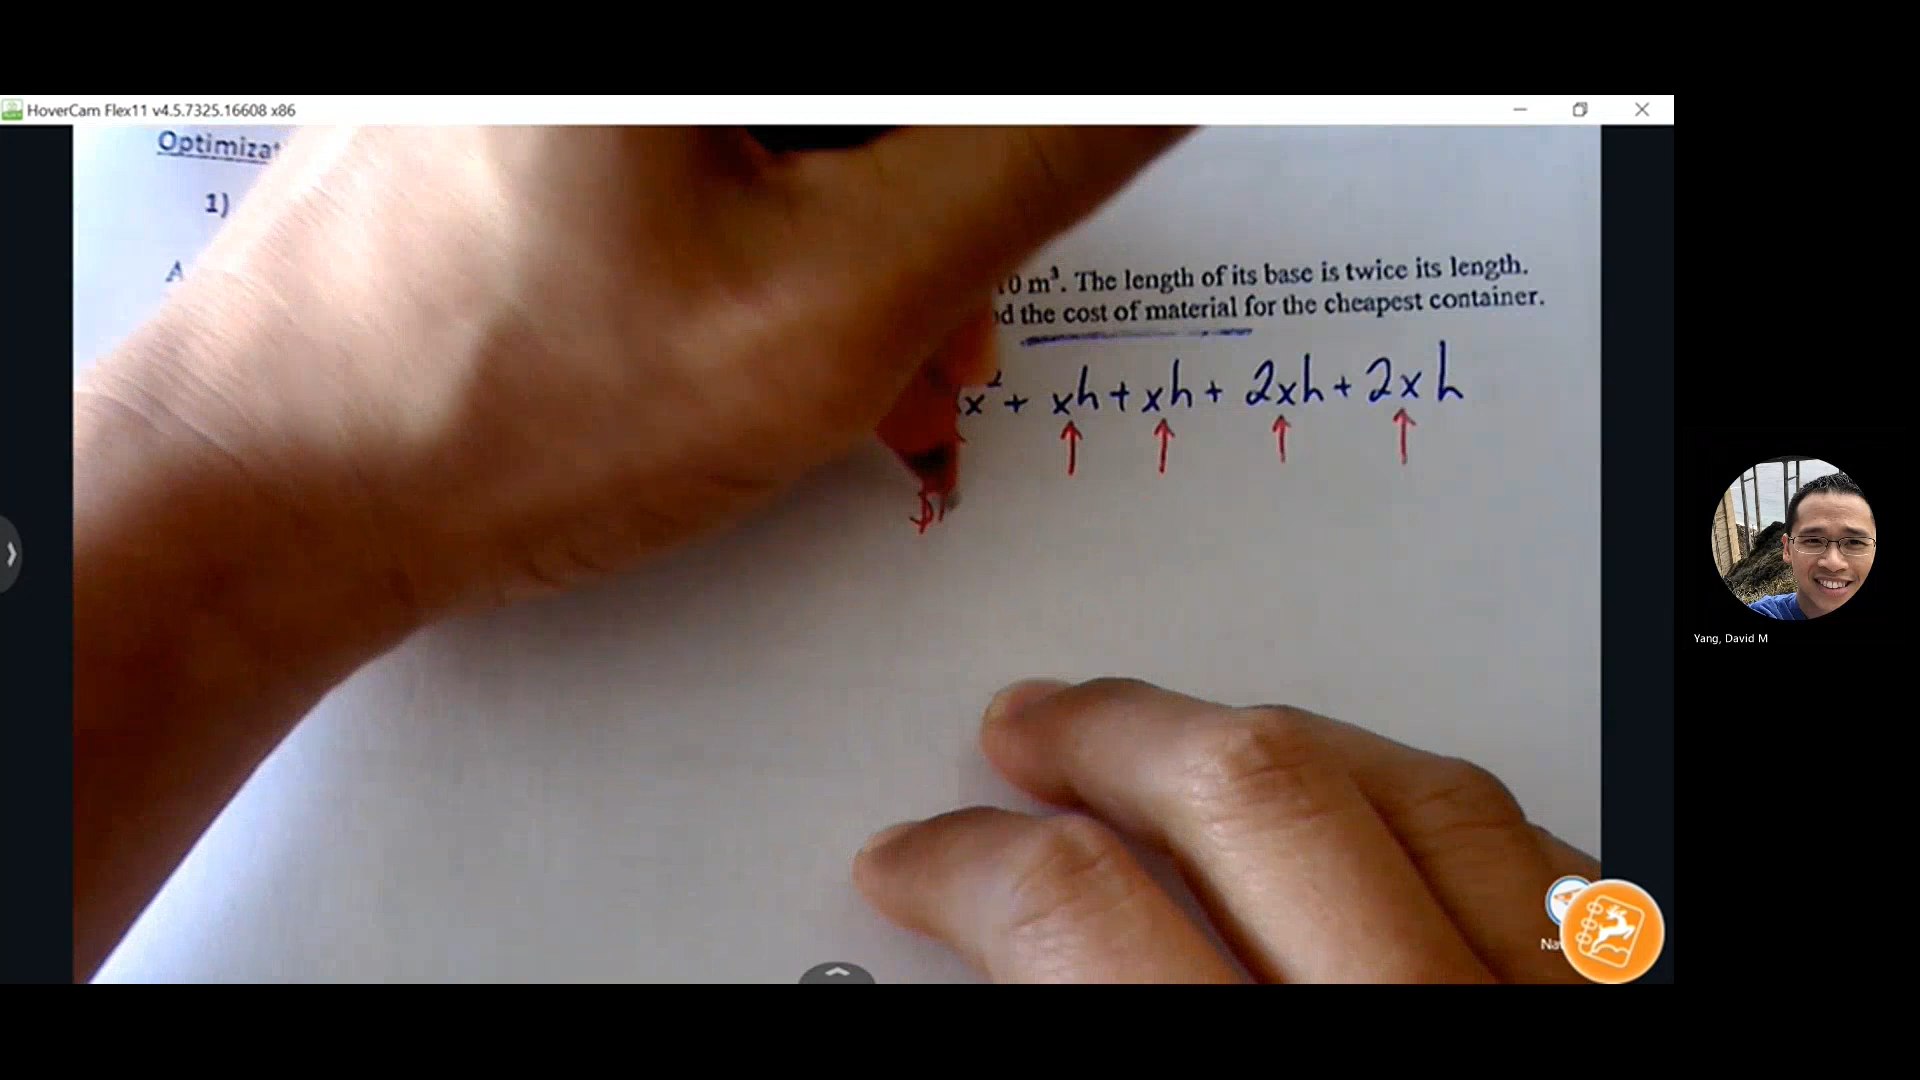 HoverCam Flex11 v4.5.7325.16608 x86
Optimizat
1)
A
0 m³. The length of its base is twice its length.
the cost of material for the cheapest container.
x² + xh + xh + 2xh + 2xh
Yang, David M